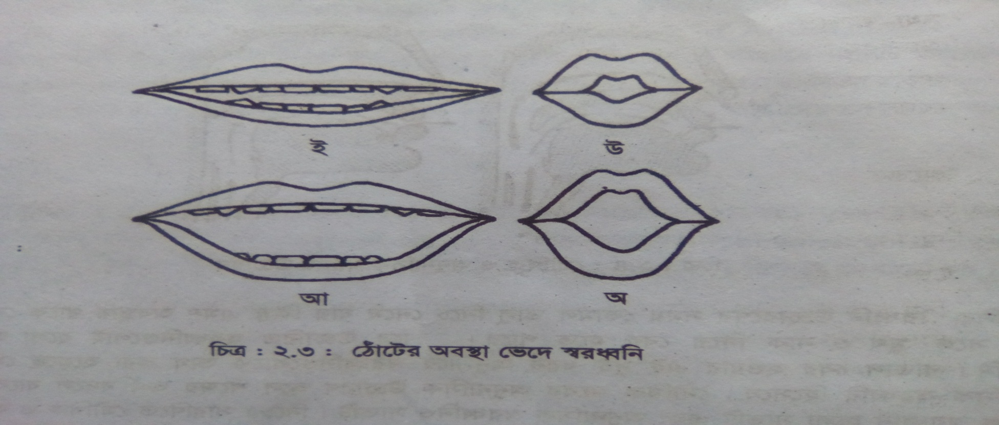 ই উ
আ অ
চিত্র : ২.৩ : ঠোঁটের অবস্থা ভেদে স্বরধ্বনি